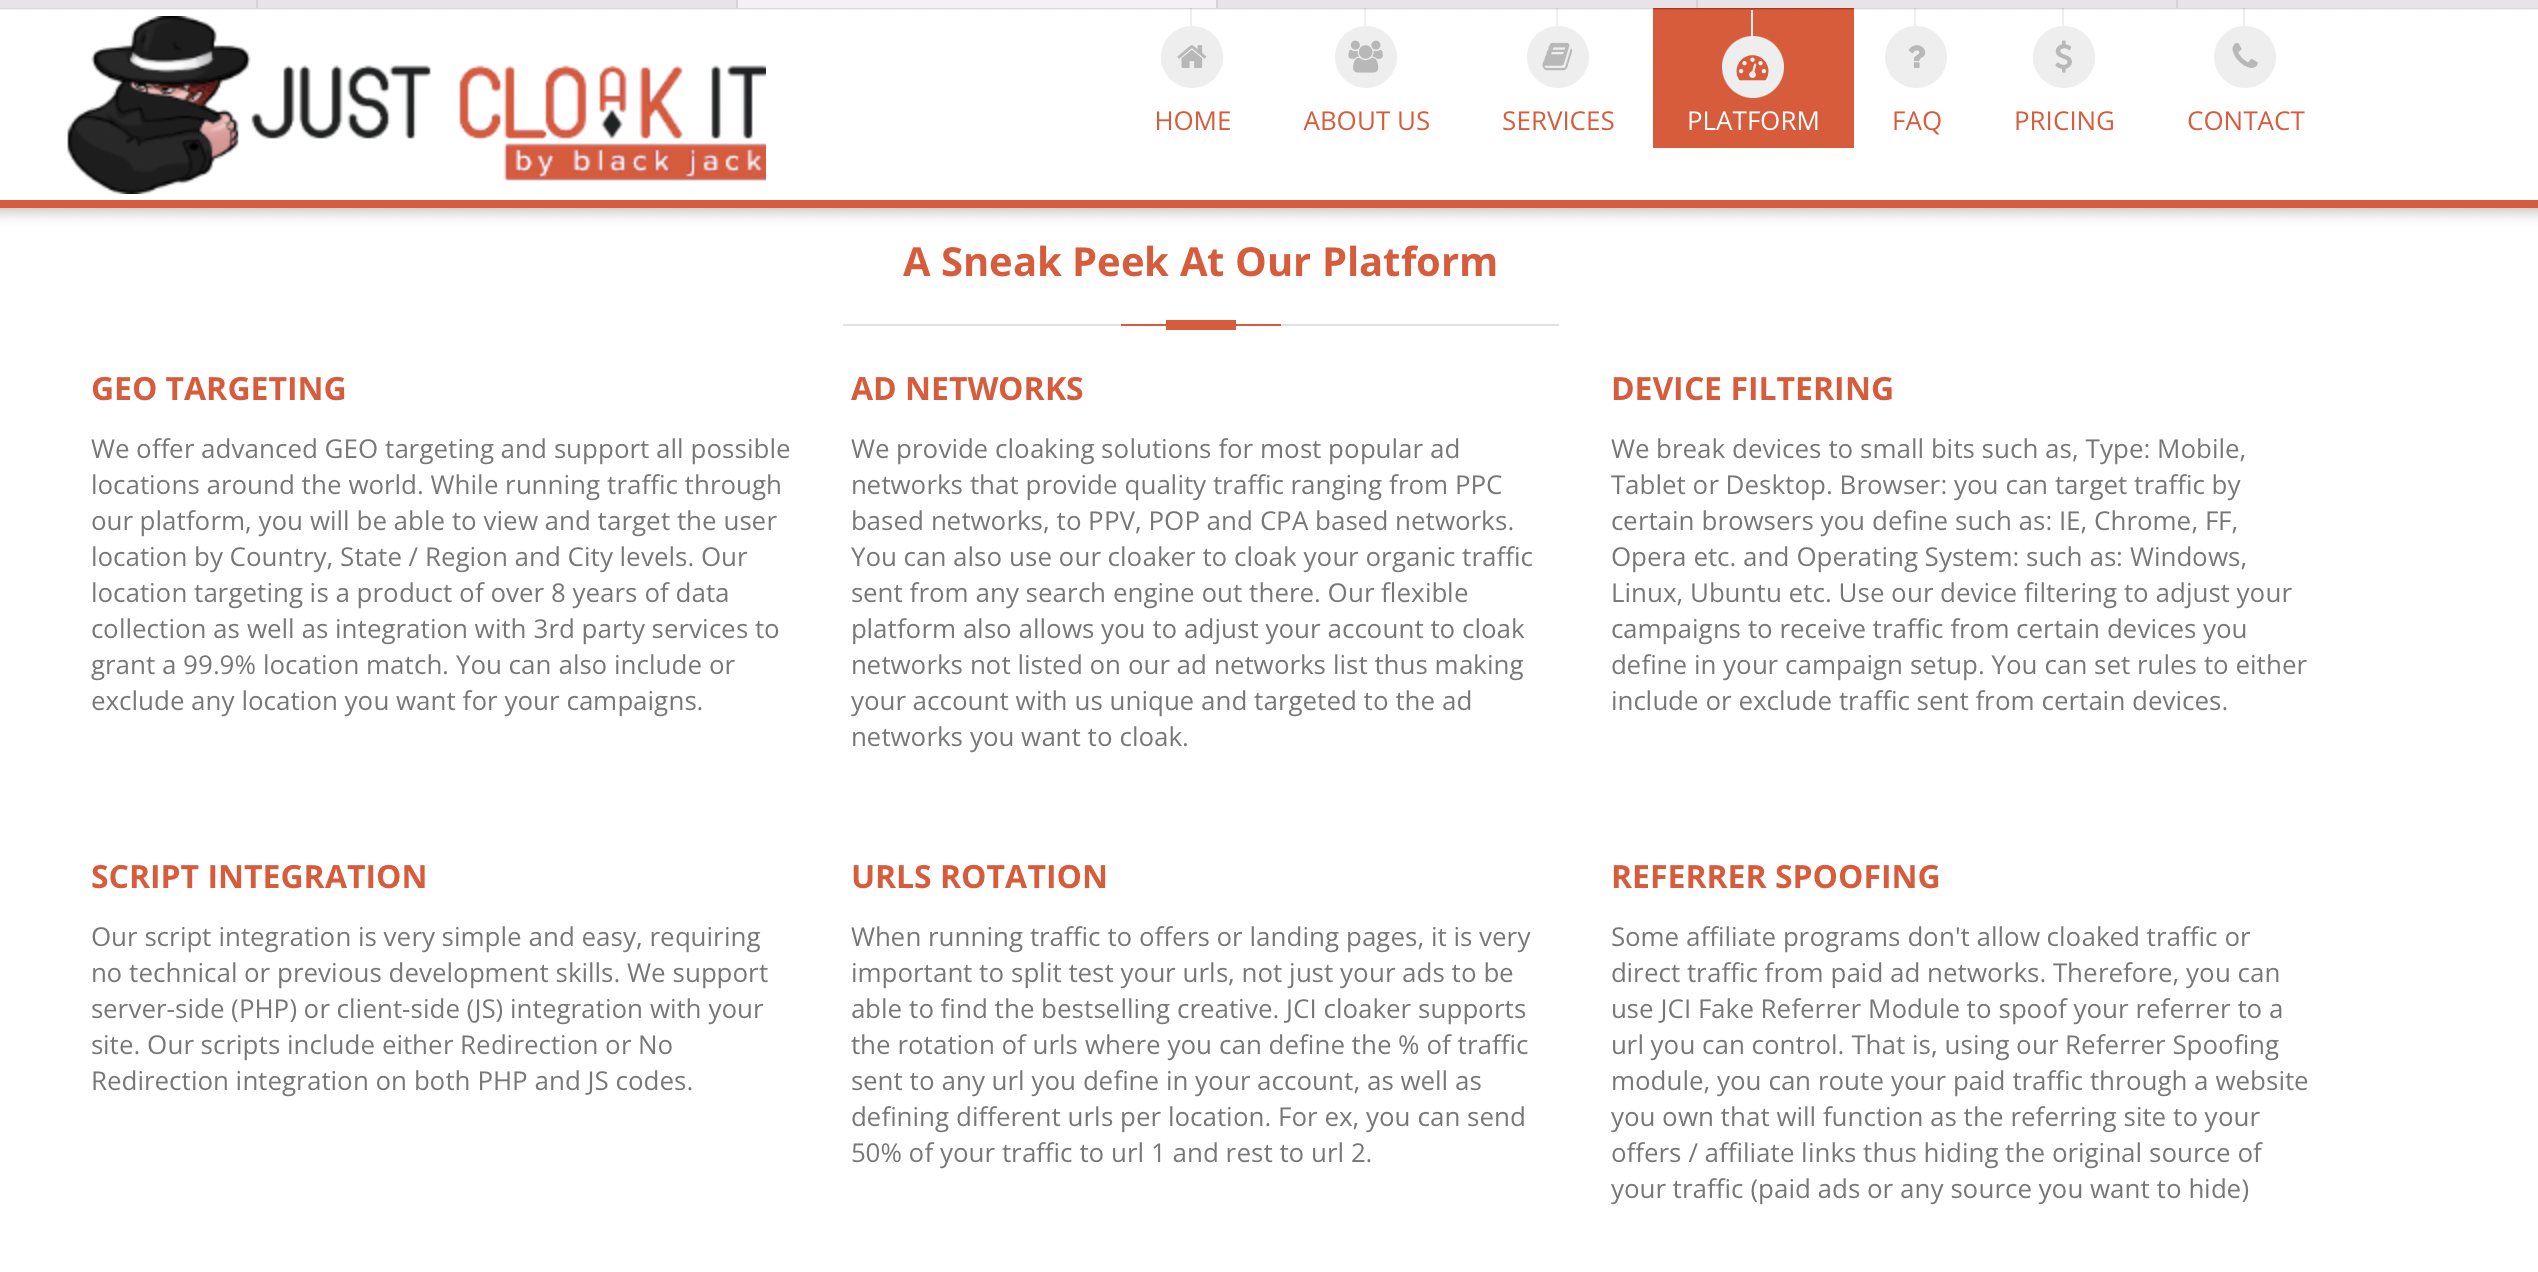 JUST CLOAK IT
by black jack
HOME
ABOUT US
SERVICES
PLATFORM
?
FAQ
$
PRICING
CONTACT
A Sneak Peek At Our Platform
GEO TARGETING
We offer advanced GEO targeting and support all possible
locations around the world. While running traffic through
our platform, you will be able to view and target the user
location by Country, State / Region and City levels. Our
location targeting is a product of over 8 years of data
collection as well as integration with 3rd party services to
grant a 99.9% location match. You can also include or
exclude any location you want for your campaigns.
AD NETWORKS
We provide cloaking solutions for most popular ad
networks that provide quality traffic ranging from PPC
based networks, to PPV, POP and CPA based networks.
You can also use our cloaker to cloak your organic traffic
sent from any search engine out there. Our flexible
platform also allows you to adjust your account to cloak
networks not listed on our ad networks list thus making
your account with us unique and targeted to the ad
networks you want to cloak.
DEVICE FILTERING
We break devices to small bits such as, Type: Mobile,
Tablet or Desktop. Browser: you can target traffic by
certain browsers you define such as: IE, Chrome, FF,
Opera etc. and Operating System: such as: Windows,
Linux, Ubuntu etc. Use our device filtering to adjust your
campaigns to receive traffic from certain devices you
define in your campaign setup. You can set rules to either
include or exclude traffic sent from certain devices.
SCRIPT INTEGRATION
Our script integration is very simple and easy, requiring
no technical or previous development skills. We support
server-side (PHP) or client-side (JS) integration with your
site. Our scripts include either Redirection or No
Redirection integration on both PHP and JS codes.
URLS ROTATION
When running traffic to offers or landing pages, it is very
important to split test your urls, not just your ads to be
able to find the bestselling creative. JCI cloaker supports
the rotation of urls where you can define the % of traffic
sent to any url you define in your account, as well as
defining different urls per location. For ex, you can send
50% of your traffic to url 1 and rest to url 2.
REFERRER SPOOFING
Some affiliate programs don't allow cloaked traffic or
direct traffic from paid ad networks. Therefore, you can
use JCI Fake Referrer Module to spoof your referrer to a
url you can control. That is, using our Referrer Spoofing
module, you can route your paid traffic through a website
you own that will function as the referring site to your
offers / affiliate links thus hiding the original source of
your traffic (paid ads or any source you want to hide)